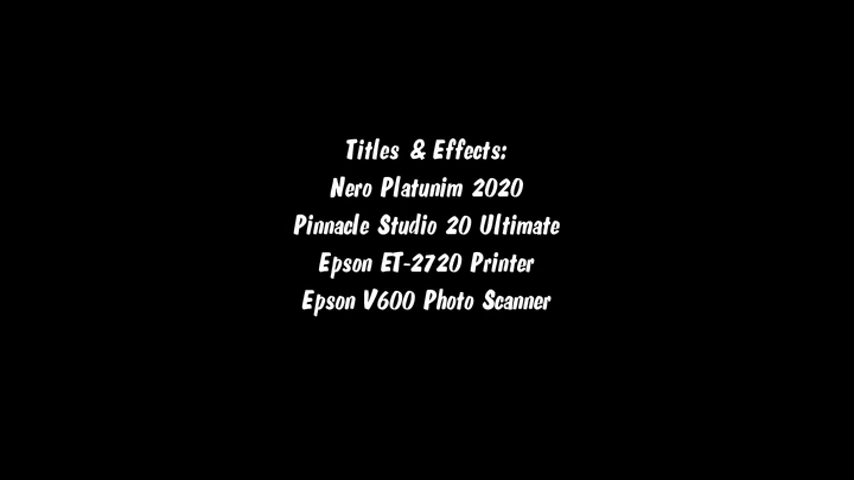 Titles & Effects:
Nero Platunim 2020
Pinnacle Studio 20 Ultimate
Epson ET-2720 Printer
Epson V600 Photo Scanner